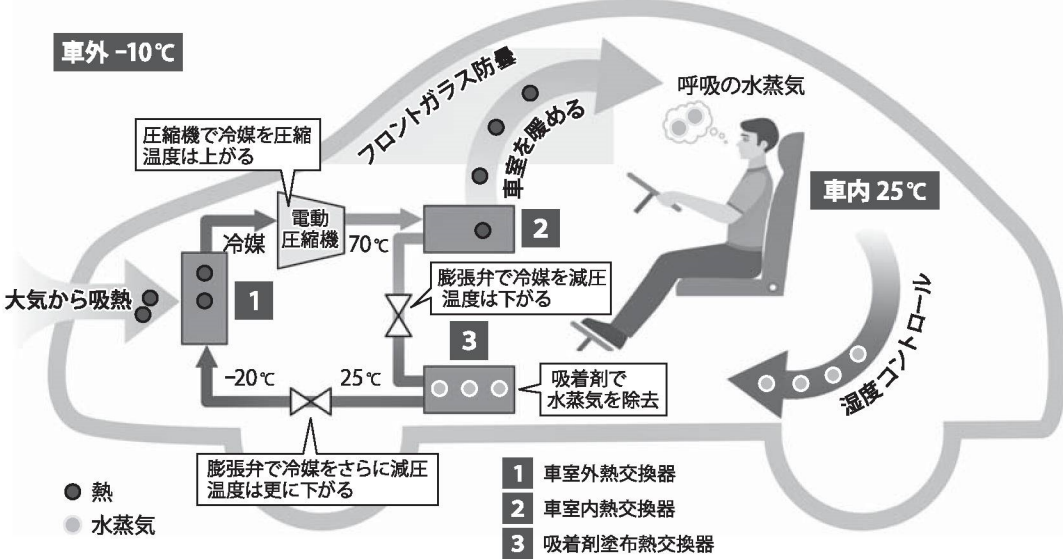 車外 −10℃
フロントガラス防曇
呼吸の水蒸気
圧縮機で冷媒を圧縮
温度は上がる
車室を暖める
車内 25℃
電動
圧縮機
冷媒
70℃
2
膨張弁で冷媒を減圧
温度は下がる
大気から吸熱
1
3
湿度コントロール
−20℃
25℃
吸着剤で
水蒸気を除去
膨張弁で冷媒をさらに減圧
温度は更に下がる
熱
水蒸気
1 車室外熱交換器
2 車室内熱交換器
3 吸着剤塗布熱交換器